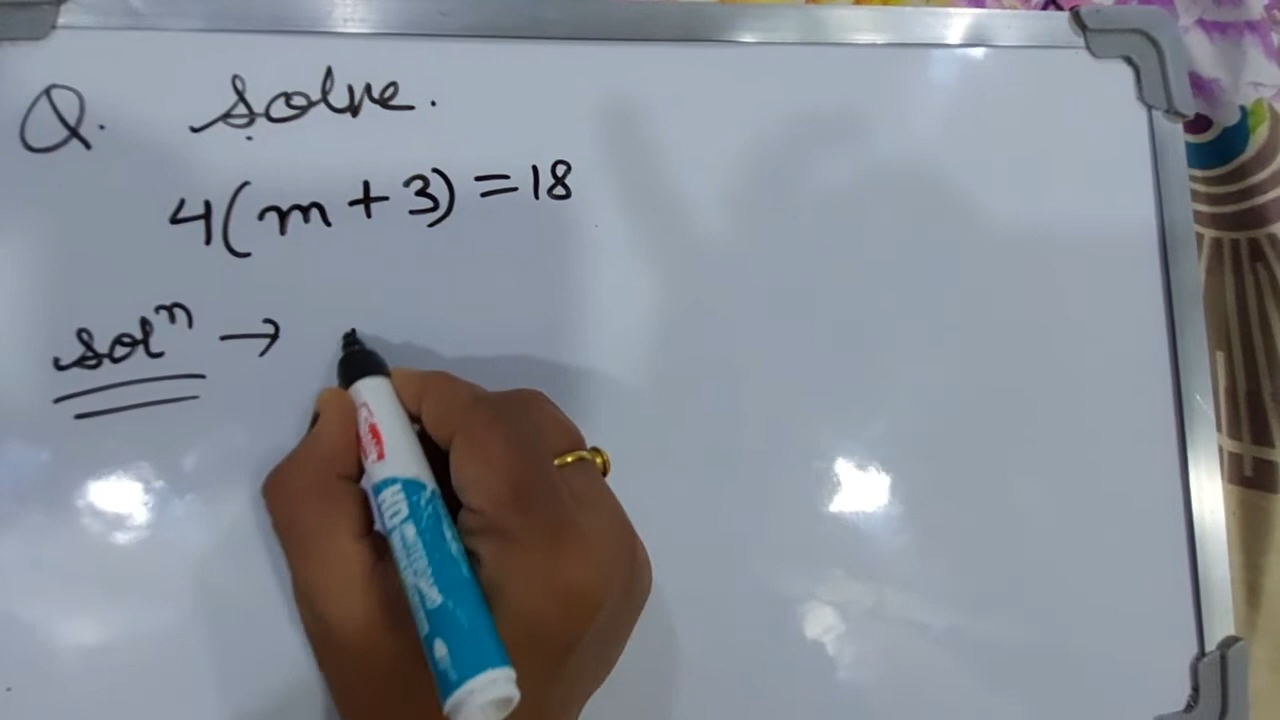 Q. Solve.
4(m+3)=18
solⁿ →